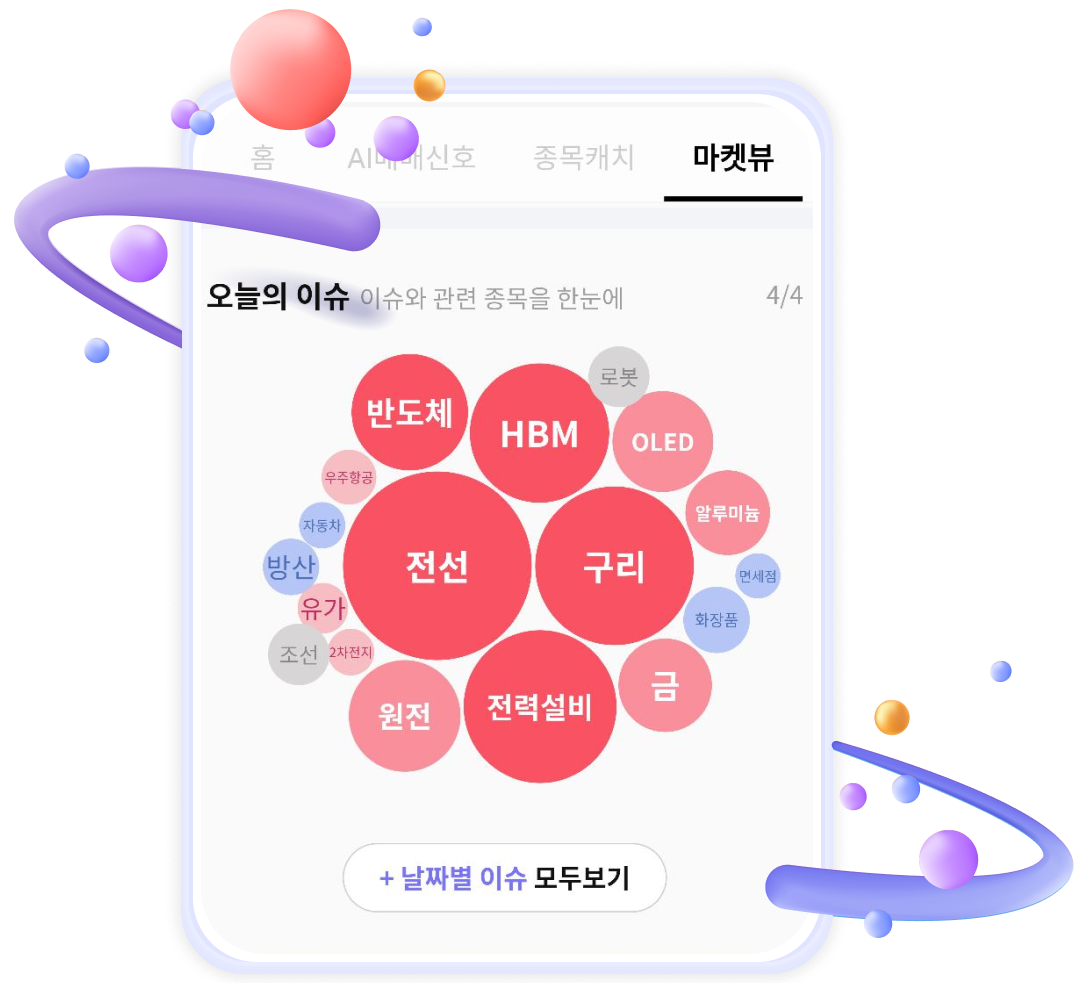 홈 AI매매신호 종목캐치 마켓뷰
오늘의 이슈 이슈와 관련 종목을 한눈에 4/4
로봇
반도체
HBM
OLED
우주항공
알루미늄
자동차
방산
전선
구리
면세점
유가
화장품
조선
2차전지
금
원전
전력설비
+ 날짜별 이슈 모두보기